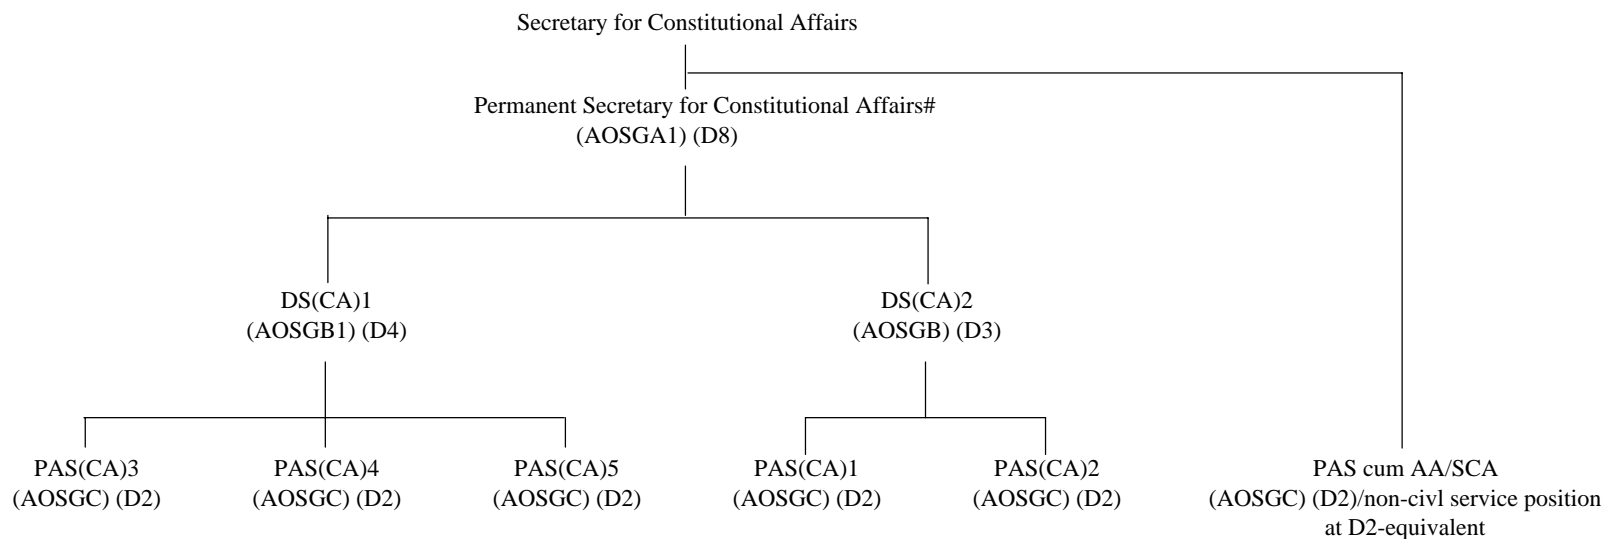 Secretary for Constitutional Affairs
Permanent Secretary for Constitutional Affairs#
(AOSGA1) (D8)
DS(CA)1
(AOSGB1) (D4)
DS(CA)2
(AOSGB) (D3)
PAS(CA)3
(AOSGC) (D2)
PAS(CA)4
(AOSGC) (D2)
PAS(CA)5
(AOSGC) (D2)
PAS(CA)1
(AOSGC) (D2)
PAS(CA)2
(AOSGC) (D2)
PAS cum AA/SCA
(AOSGC) (D2)/non-civl service position
at D2-equivalent